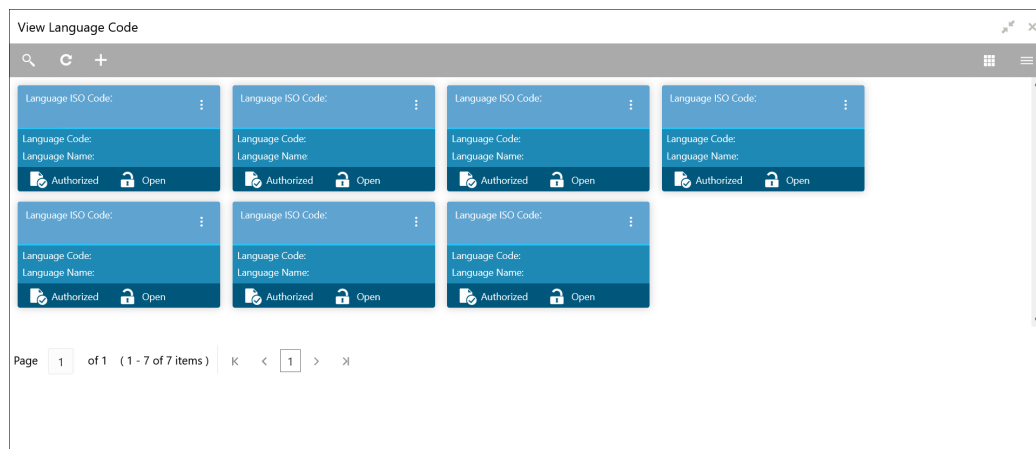 View Language Code
Language ISO Code: Language ISO Code: Language ISO Code: Language ISO Code:
Language Code: Language Code: Language Code: Language Code:
Language Name: Language Name: Language Name: Language Name:
Authorized Open Authorized Open Authorized Open Authorized Open
Language ISO Code: Language ISO Code: Language ISO Code:
Language Code: Language Code: Language Code:
Language Name: Language Name: Language Name:
Authorized Open Authorized Open Authorized Open
Page 1 of 1 ( 1 - 7 of 7 items ) 1